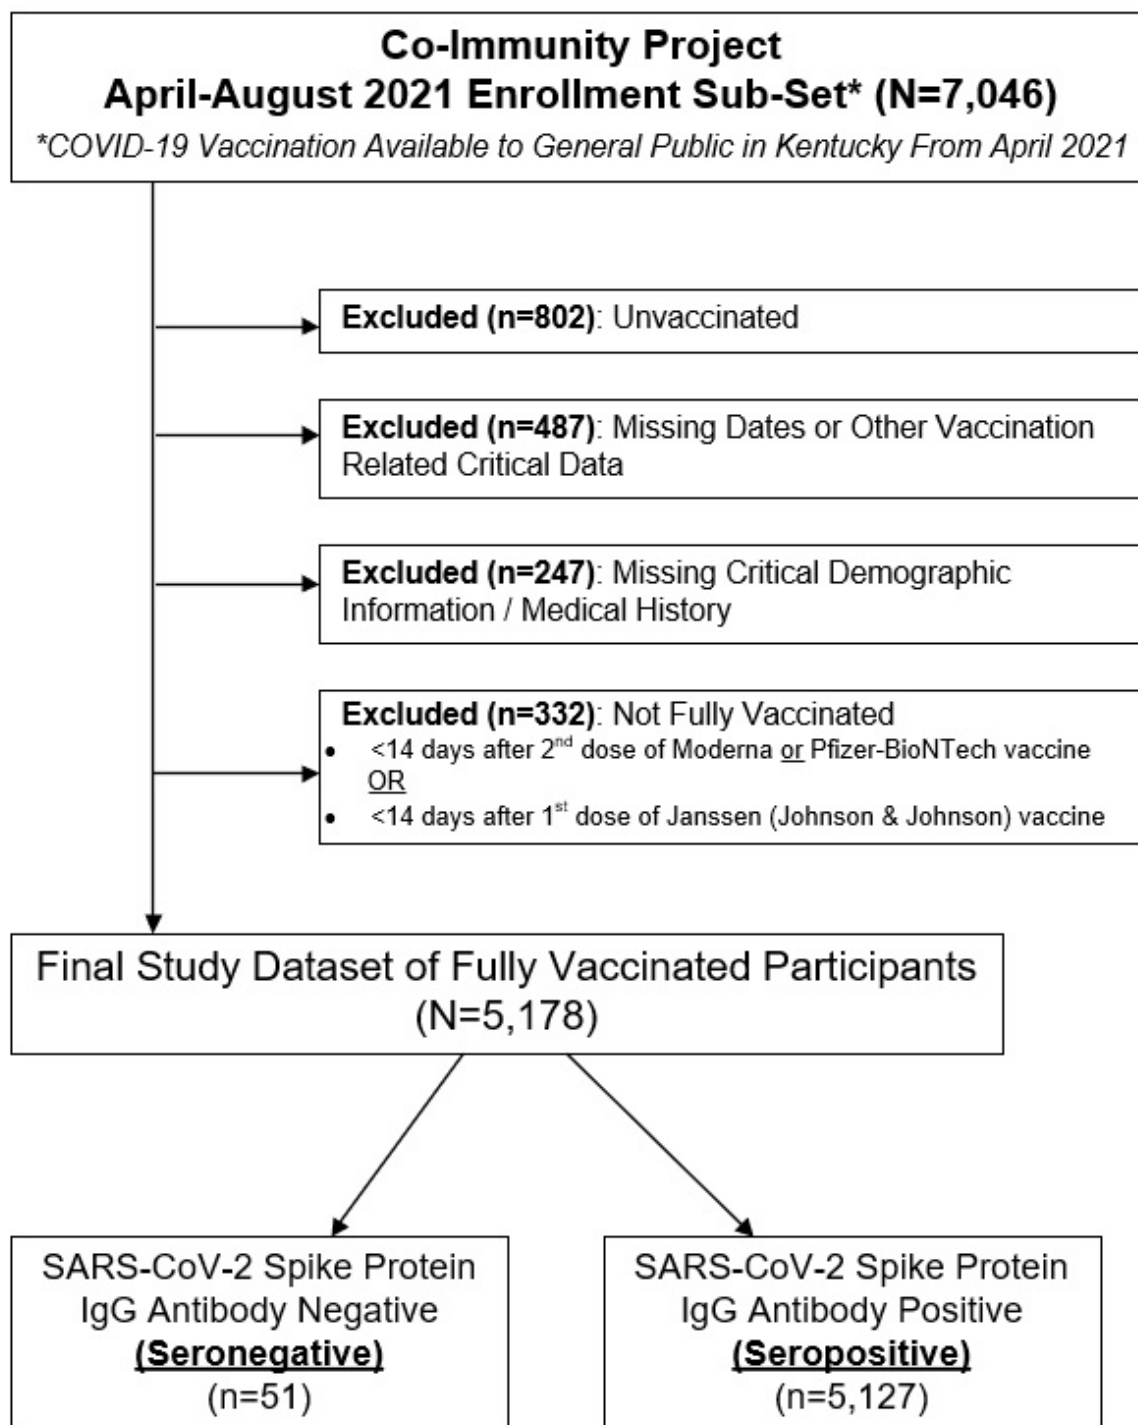 Co-Immunity Project
April-August 2021 Enrollment Sub-Set* (N=7,046)
*COVID-19 Vaccination Available to General Public in Kentucky From April 2021
Excluded (n=802): Unvaccinated
Excluded (n=487): Missing Dates or Other Vaccination
Related Critical Data
Excluded (n=247): Missing Critical Demographic
Information / Medical History
Excluded (n=332): Not Fully Vaccinated
• <14 days after 2nd dose of Moderna or Pfizer-BioNTech vaccine
OR
• <14 days after 1st dose of Janssen (Johnson & Johnson) vaccine
Final Study Dataset of Fully Vaccinated Participants
(N=5,178)
SARS-CoV-2 Spike Protein
IgG Antibody Negative
(Seronegative)
(n=51)
SARS-CoV-2 Spike Protein
IgG Antibody Positive
(Seropositive)
(n=5,127)